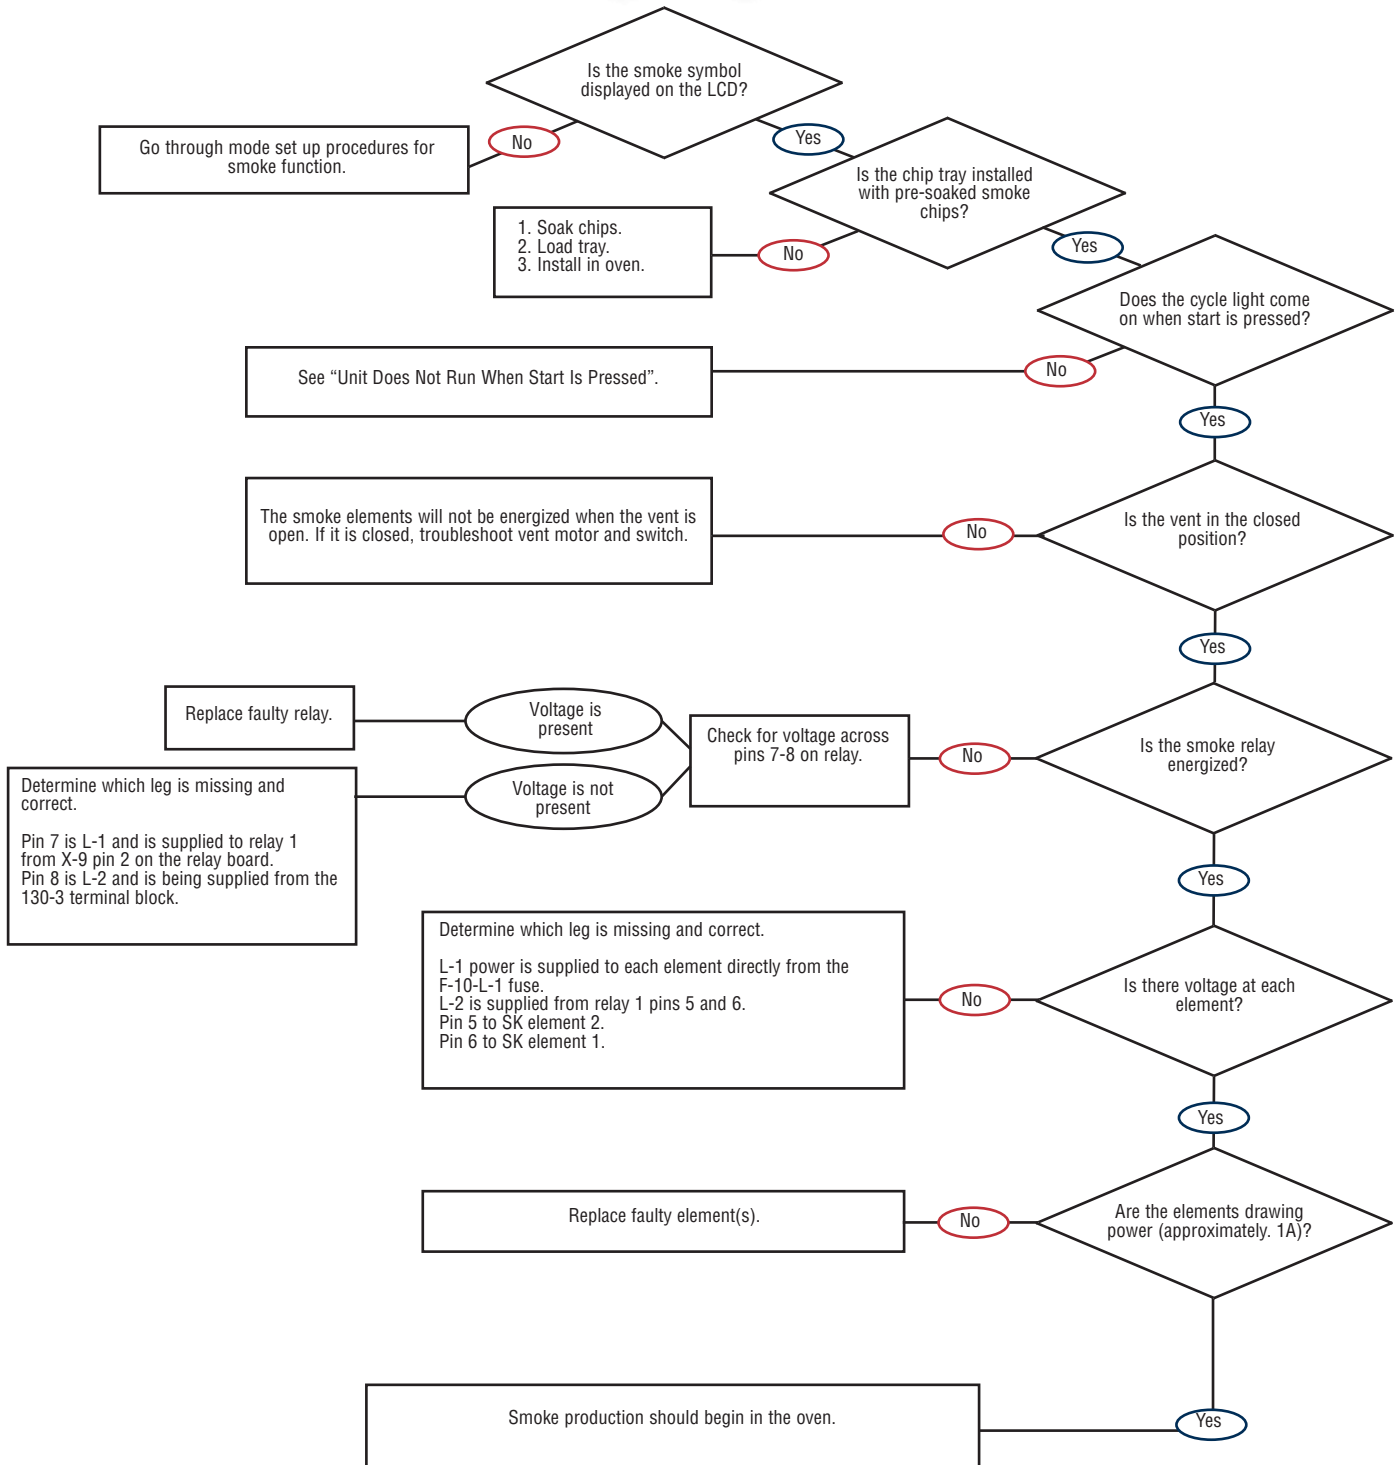 Is the smoke symbol
displayed on the LCD?
No
Yes
Go through mode set up procedures for
smoke function.
Is the chip tray installed
with pre-soaked smoke
chips?
1. Soak chips.
2. Load tray.
3. Install in oven.
No
Yes
Does the cycle light come
on when start is pressed?
See “Unit Does Not Run When Start Is Pressed”.
No
Yes
The smoke elements will not be energized when the vent is
open. If it is closed, troubleshoot vent motor and switch.
No
Is the vent in the closed
position?
Yes
Replace faulty relay.
Voltage is
present
Check for voltage across
pins 7-8 on relay.
No
Is the smoke relay
energized?
Voltage is not
present
Determine which leg is missing and
correct.
Pin 7 is L-1 and is supplied to relay 1
from X-9 pin 2 on the relay board.
Pin 8 is L-2 and is being supplied from the
130-3 terminal block.
Yes
Determine which leg is missing and correct.
L-1 power is supplied to each element directly from the
F-10-L-1 fuse.
L-2 is supplied from relay 1 pins 5 and 6.
Pin 5 to SK element 2.
Pin 6 to SK element 1.
No
Is there voltage at each
element?
Yes
Replace faulty element(s).
No
Are the elements drawing
power (approximately. 1A)?
Smoke production should begin in the oven.
Yes